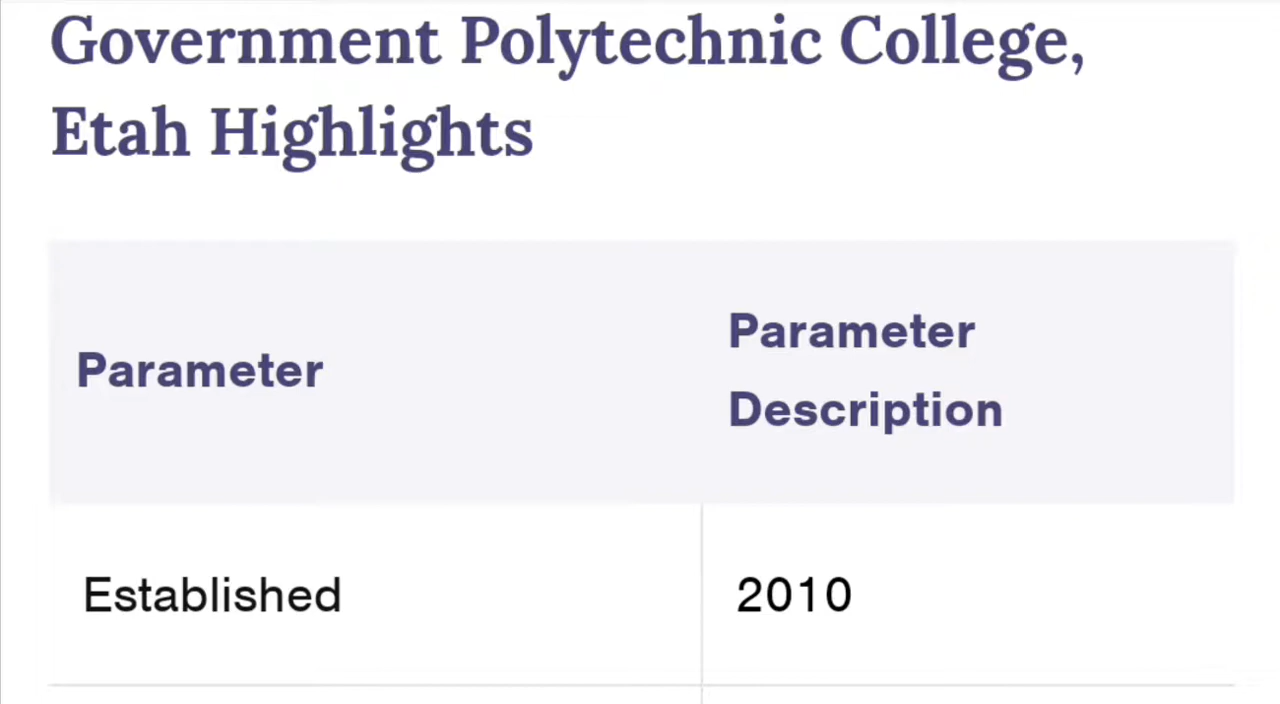 Government Polytechnic College,
Etah Highlights
Parameter
Parameter
Description
Established
2010